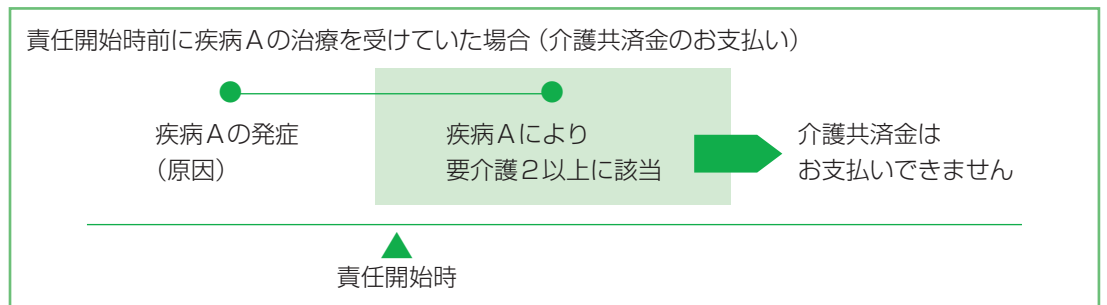 責任開始時前に疾病Aの治療を受けていた場合（介護共済金のお支払い）
疾病Aの発症
（原因）
疾病Aにより
要介護2以上に該当
介護共済金は
お支払いできません
責任開始時